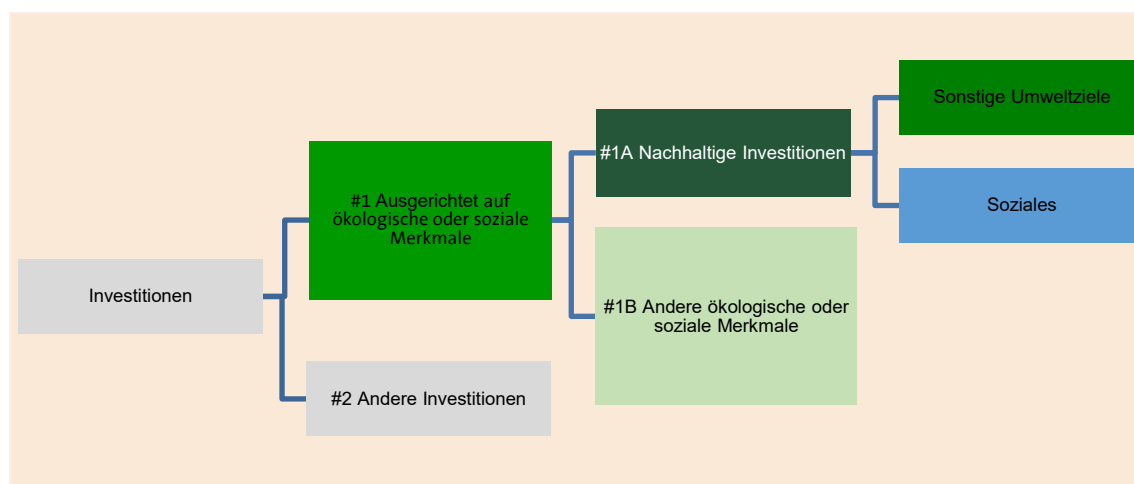 Sonstige Umweltziele
#1A Nachhaltige Investitionen
#1 Ausgerichtet auf
ökologische oder soziale
Merkmale
Soziales
Investitionen
#1B Andere ökologische oder
soziale Merkmale
#2 Andere Investitionen